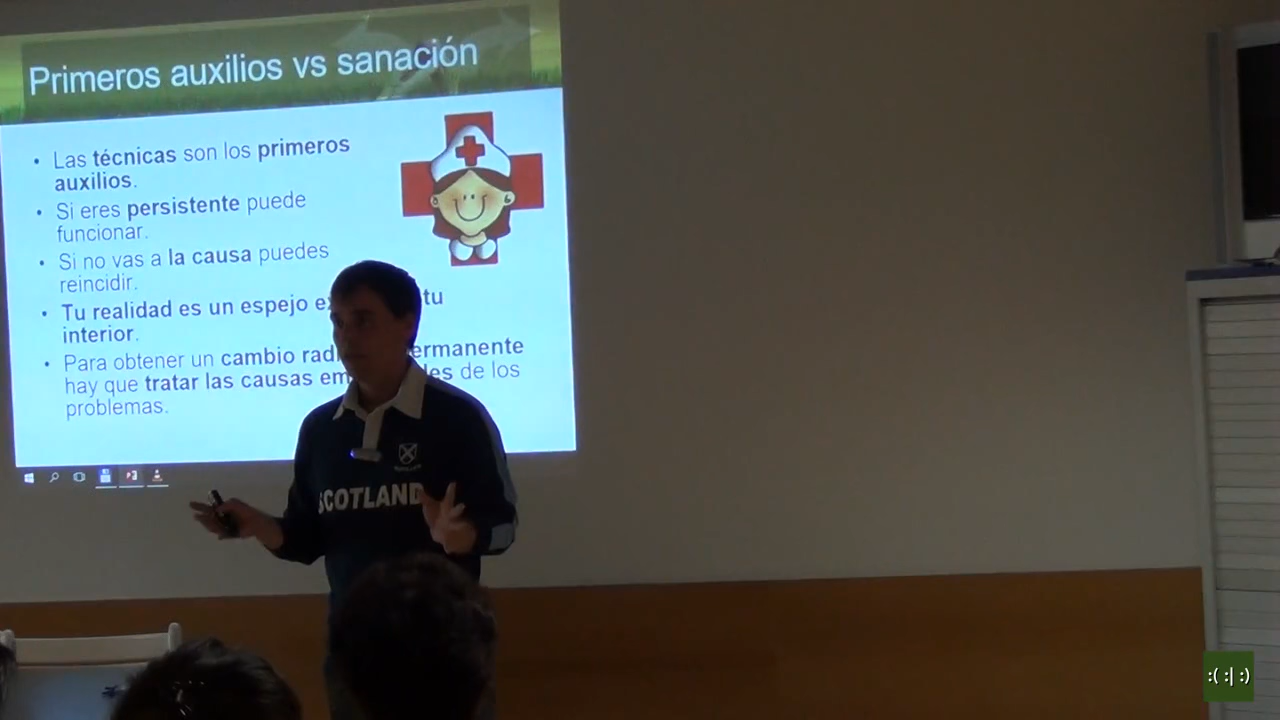 Primeros auxilios vs sanación
• Las técnicas son los primeros
auxilios.
• Si eres persistente puede
funcionar.
• Si no vas a la causa puedes
reincidir.
• Tu realidad es un espejo tu
interior.
• Para obtener un cambio
hay que tratar las causas de los
problemas.
SCOTLAND
:( :| :)